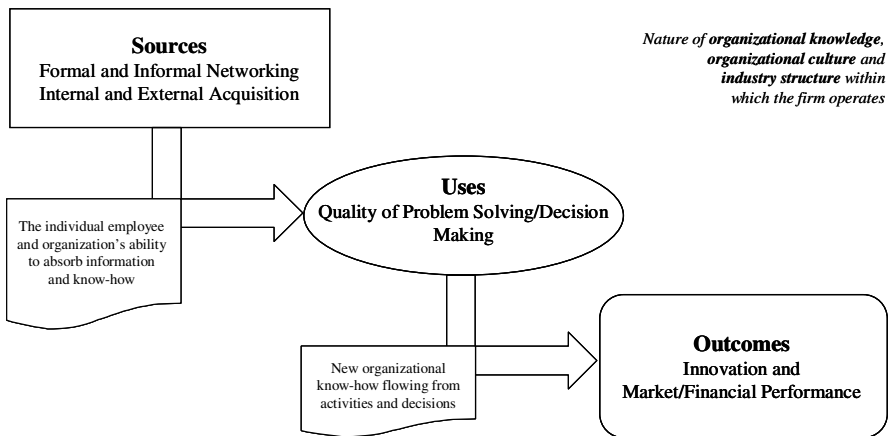 Sources
Formal and Informal Networking
Internal and External Acquisition
Nature of organizational knowledge,
organizational culture and
industry structure within
which the firm operates
The individual employee
and organization's ability
to absorb information
and know-how
Uses
Quality of Problem Solving/Decision
Making
New organizational
know-how flowing from
activities and decisions
Outcomes
Innovation and
Market/Financial Performance